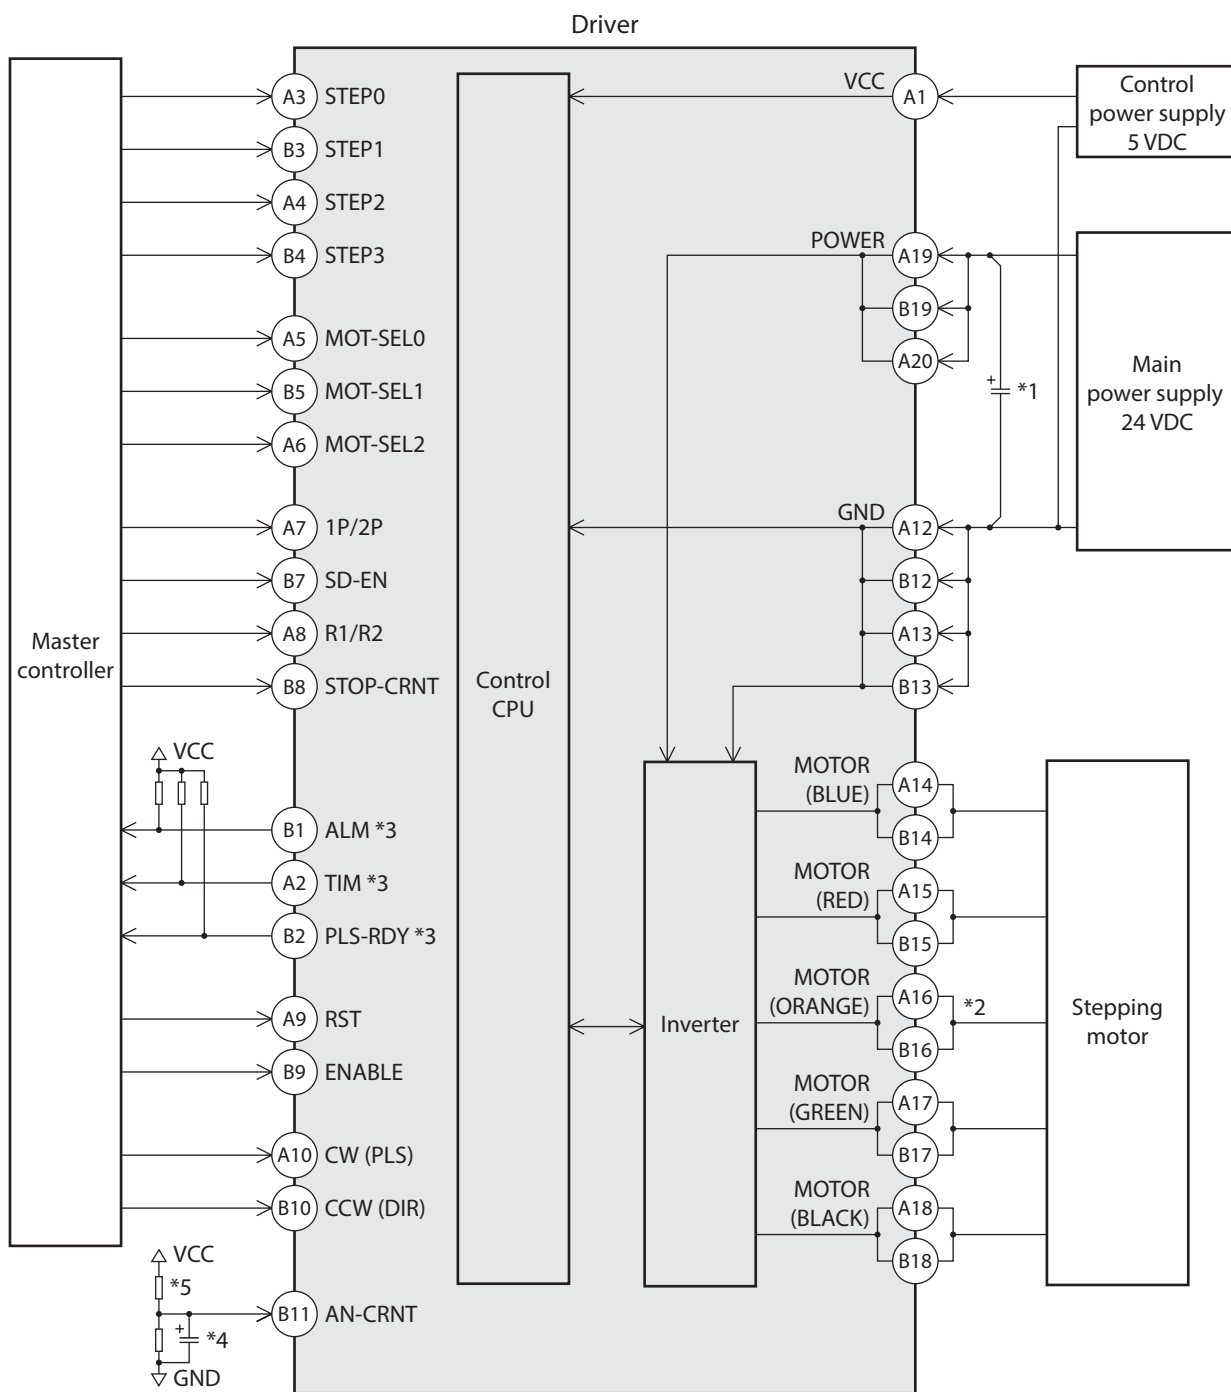 Driver
A3 STEP0
B3 STEP1
A4 STEP2
B4 STEP3
A5 MOT-SEL0
B5 MOT-SEL1
A6 MOT-SEL2
A7 1P/2P
B7 SD-EN
A8 R1/R2
B8 STOP-CRNT
Master
controller
VCC
B1 ALM *3
A2 TIM *3
B2 PLS-RDY *3
A9 RST
B9 ENABLE
A10 CW (PLS)
B10 CCW (DIR)
VCC
*5
B11 AN-CRNT
*4
GND
Control
CPU
VCC A1
Control
power supply
5 VDC
POWER A19
B19
A20
*1
Main
power supply
24 VDC
GND A12
B12
A13
B13
Inverter
MOTOR
(BLUE)
A14
B14
MOTOR
(RED)
A15
B15
MOTOR
(ORANGE)
A16
B16
*2
MOTOR
(GREEN)
A17
B17
MOTOR
(BLACK)
A18
B18
Stepping
motor